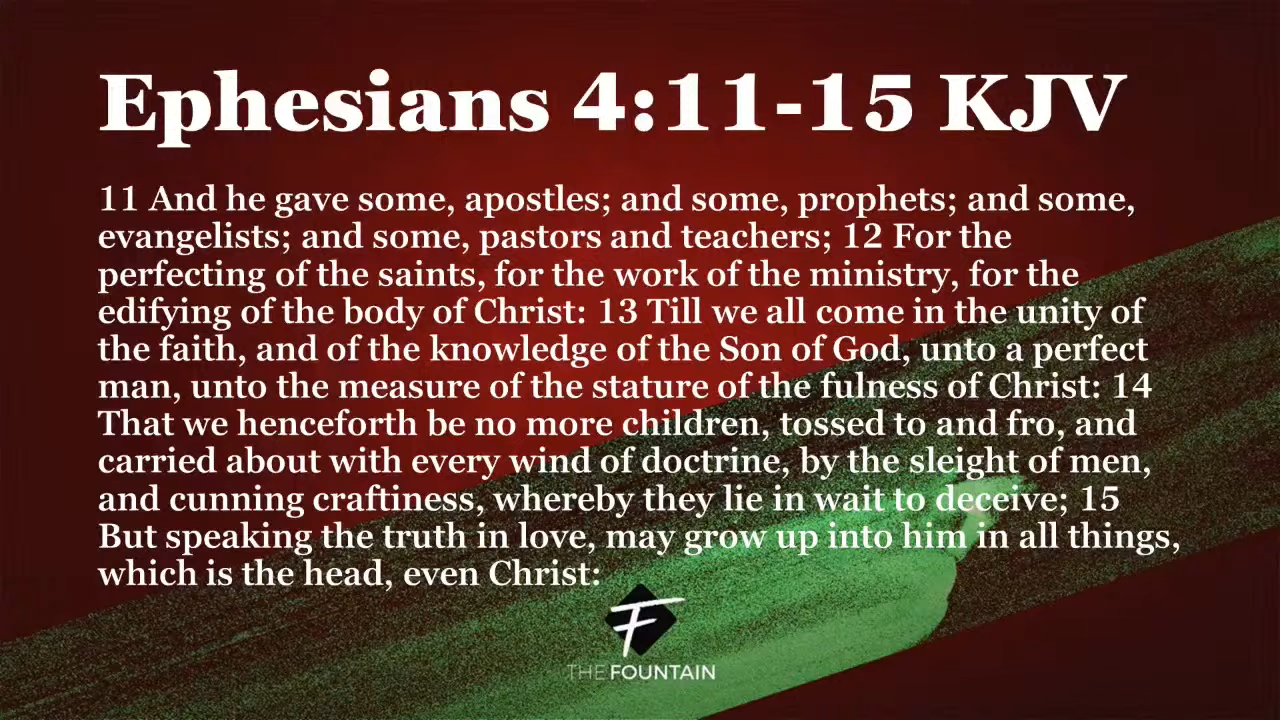 Ephesians 4:11-15 KJV
11 And he gave some, apostles; and some, prophets; and some,
evangelists; and some, pastors and teachers; 12 For the
perfecting of the saints, for the work of the ministry, for the
edifying of the body of Christ: 13 Till we all come in the unity of
the faith, and of the knowledge of the Son of God, unto a perfect
man, unto the measure of the stature of the fulness of Christ: 14
That we henceforth be no more children, tossed to and fro, and
carried about with every wind of doctrine, by the sleight of men,
and cunning craftiness, whereby they lie in wait to deceive; 15
But speaking the truth in love, may grow up into him in all things,
which is the head, even Christ:
F
THE FOUNTAIN